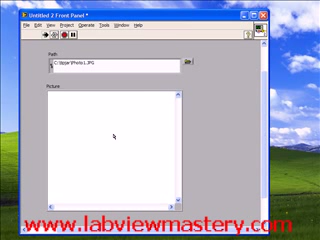 Untitled 2 Front Panel *
File Edit View Project Operate Tools Window Help
Path
Picture
www.labviewmastery.com